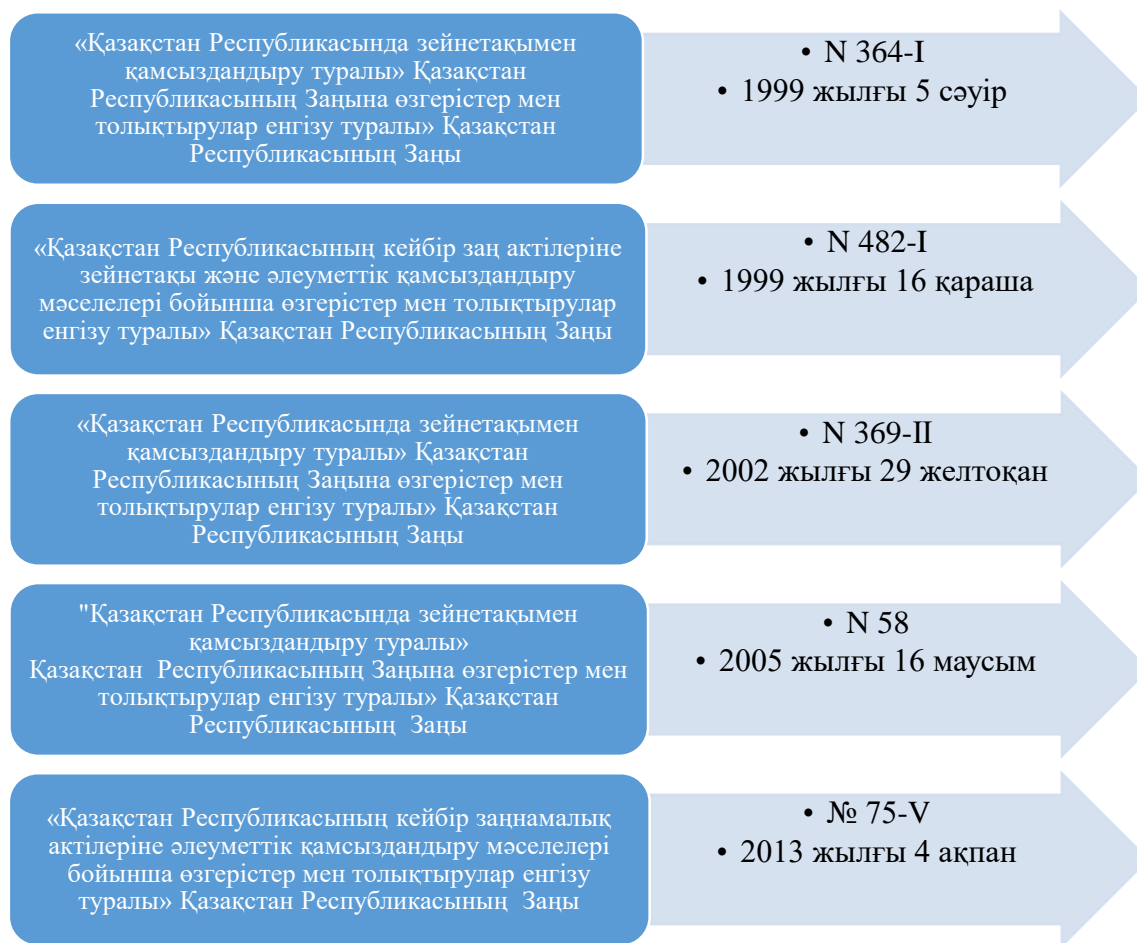 «Қазақстан Республикасында зейнетақымен
қамсыздандыру туралы» Қазақстан
Республикасының Заңына өзгерістер мен
толықтырулар енгізу туралы» Қазақстан
Республикасының Заңы
• N 364-I
• 1999 жылғы 5 сәуір
«Қазақстан Республикасының кейбір заң актілеріне
зейнетақы және әлеуметтік қамсыздандыру
мәселелері бойынша өзгерістер мен толықтырулар
енгізу туралы» Қазақстан Республикасының Заңы
• N 482-I
• 1999 жылғы 16 қараша
«Қазақстан Республикасында зейнетақымен
қамсыздандыру туралы» Қазақстан
Республикасының Заңына өзгерістер мен
толықтырулар енгізу туралы» Қазақстан
Республикасының Заңы
• N 369-II
• 2002 жылғы 29 желтоқан
"Қазақстан Республикасында зейнетақымен
қамсыздандыру туралы»
Қазақстан Республикасының Заңына өзгерістер мен
толықтырулар енгізу туралы» Қазақстан
Республикасының Заңы
• N 58
• 2005 жылғы 16 маусым
«Қазақстан Республикасының кейбір заңнамалық
актілеріне әлеуметтік қамсыздандыру мәселелері
бойынша өзгерістер мен толықтырулар енгізу
туралы» Қазақстан Республикасының Заңы
• № 75-V
• 2013 жылғы 4 ақпан